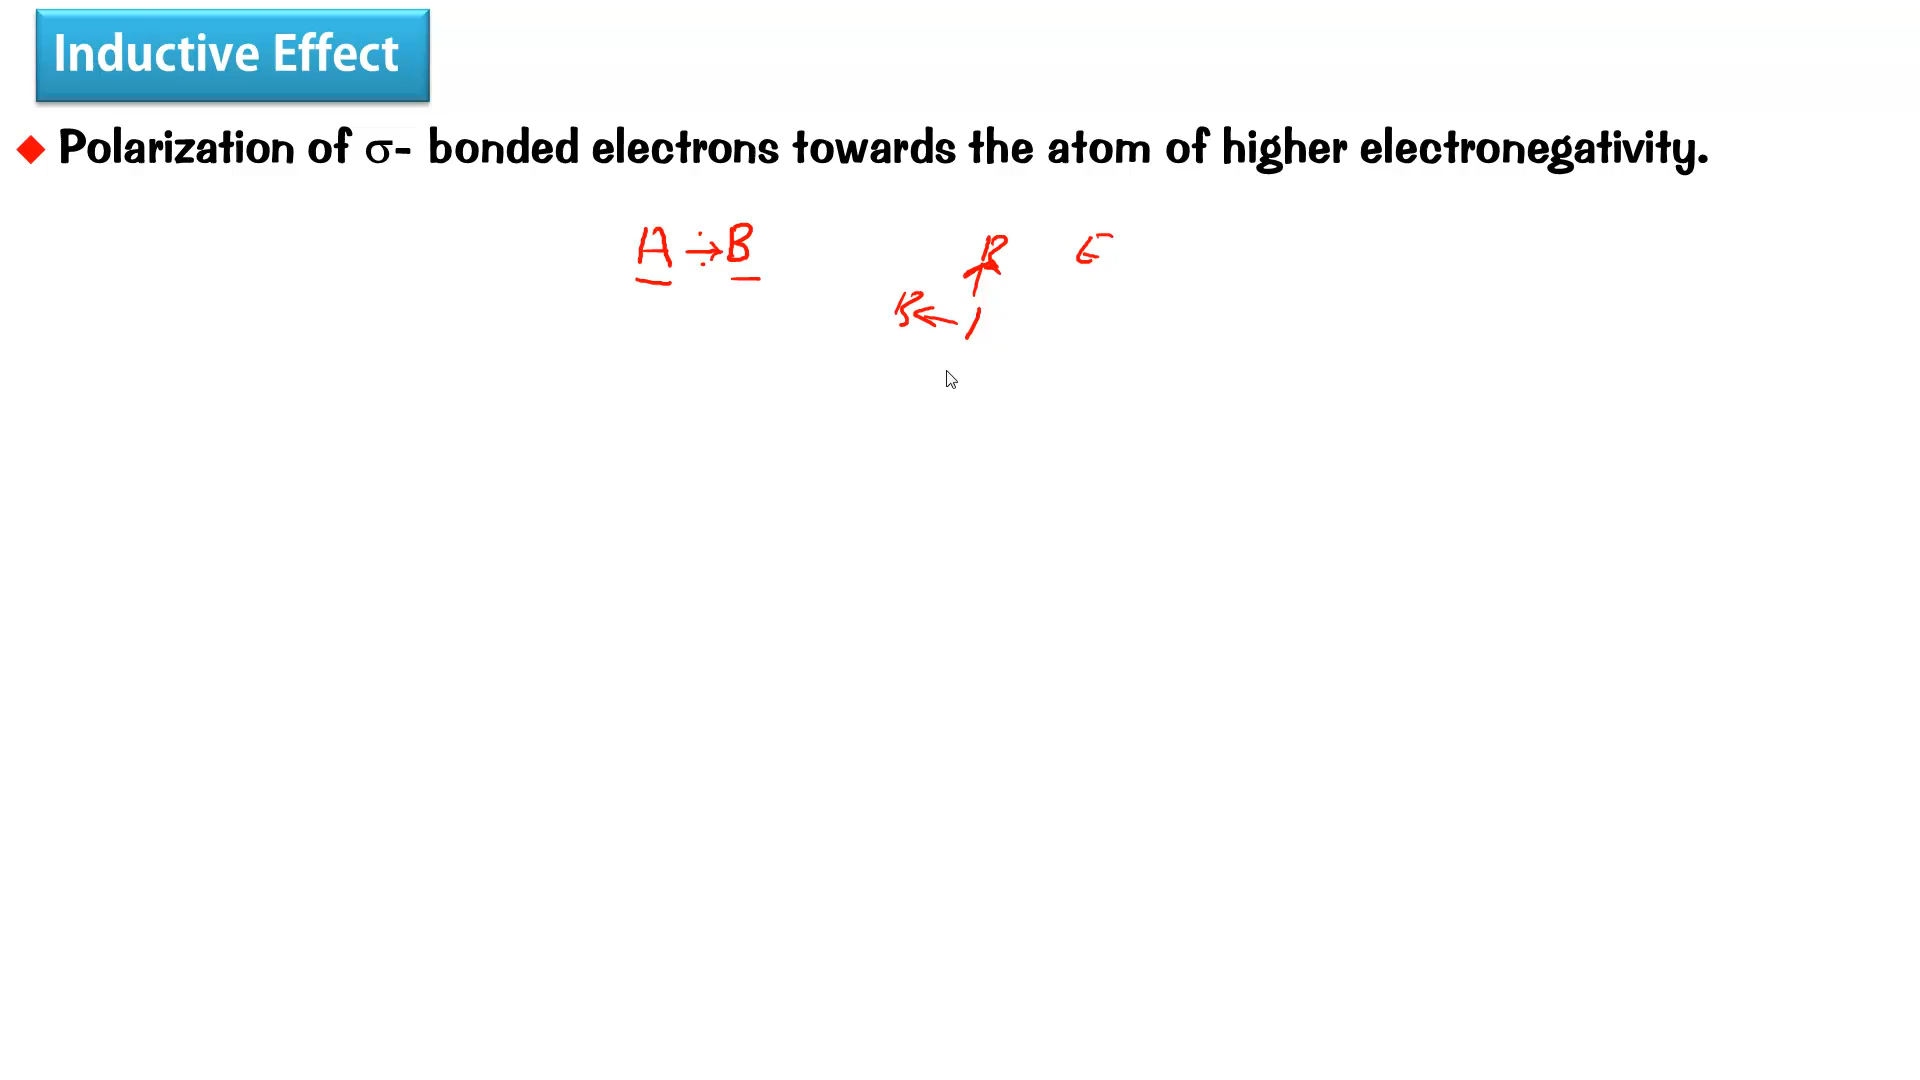 Inductive Effect
◆ Polarization of σ- bonded electrons towards the atom of higher electronegativity.
A → B
B